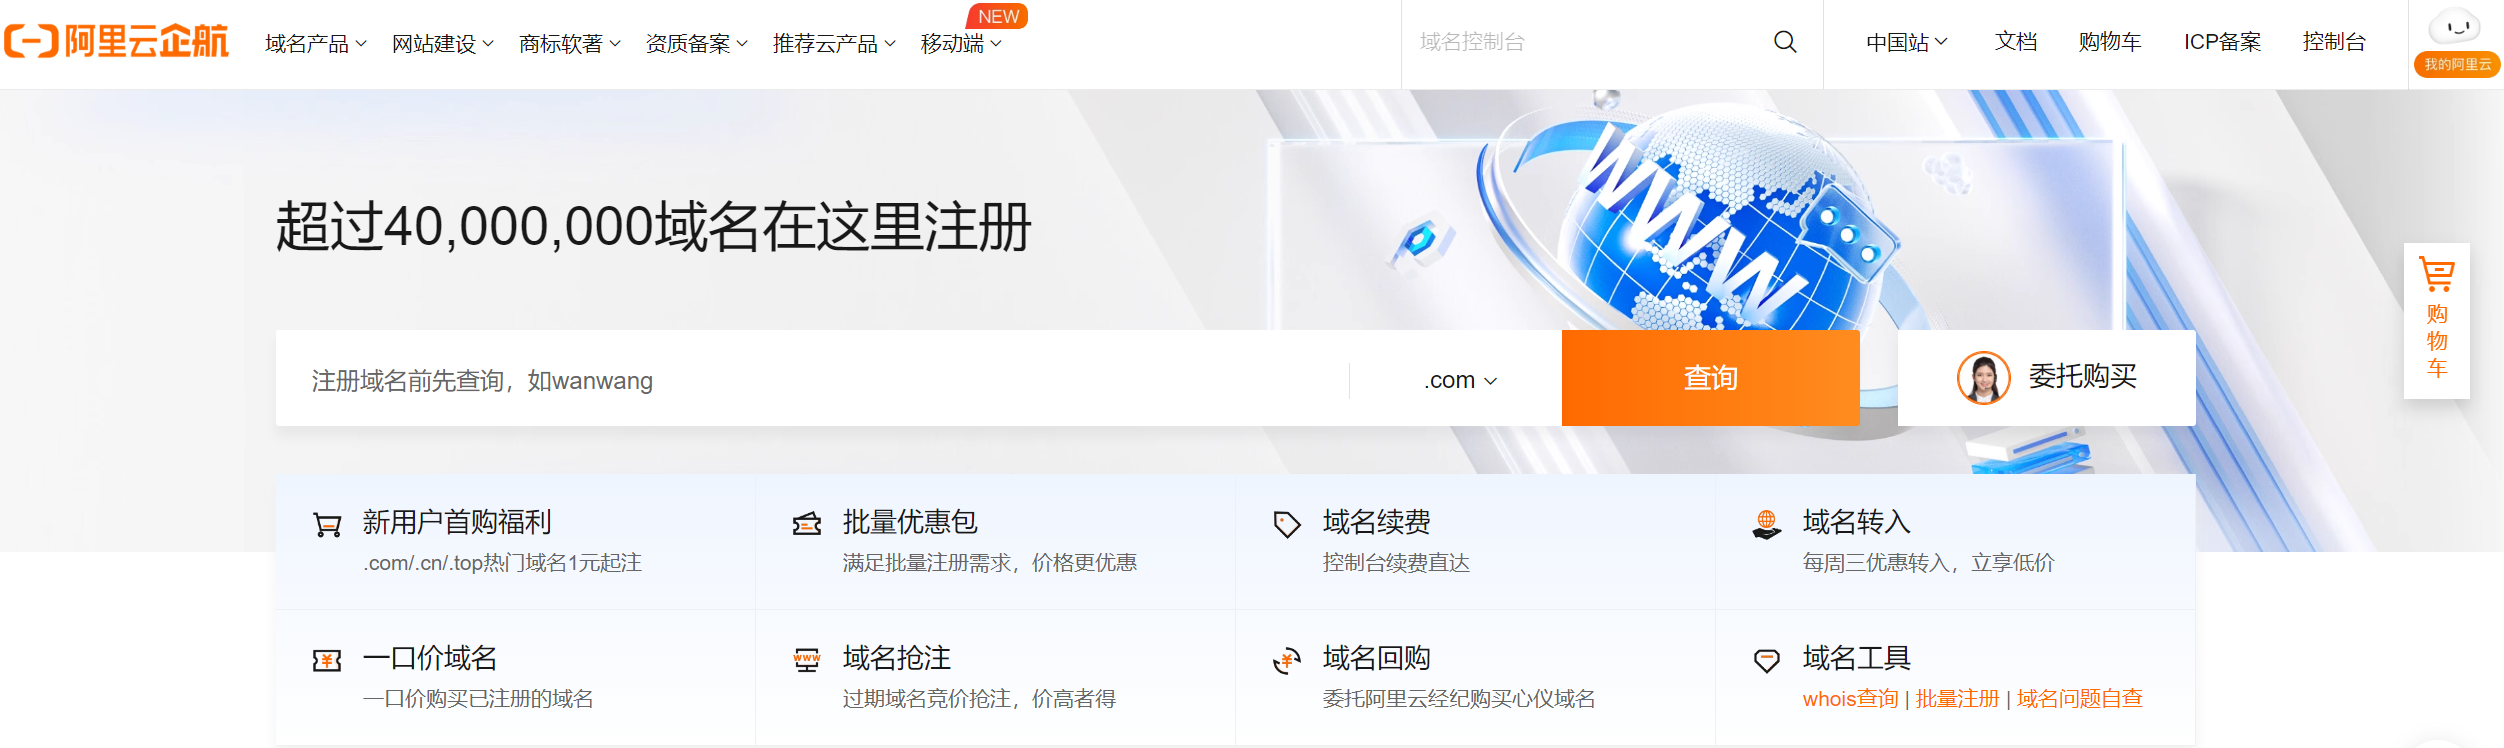 阿里云企航
域名产品 网站建设 商标软著 资质备案 推荐云产品 移动端 NEW
域名控制台
中国站 文档 购物车 ICP备案 控制台
我的阿里云
WWW
超过40,000,000域名在这里注册
注册域名前先查询，如wanwang
.com
查询
委托购买
购物车
新用户首购福利
.com/.cn/.top热门域名1元起注
批量优惠包
满足批量注册需求，价格更优惠
域名续费
控制台续费直达
域名转入
每周三优惠转入，立享低价
一口价域名
一口价购买已注册的域名
域名抢注
过期域名竞价抢注，价高者得
域名回购
委托阿里云经纪购买心仪域名
域名工具
whois查询 | 批量注册 | 域名问题自查